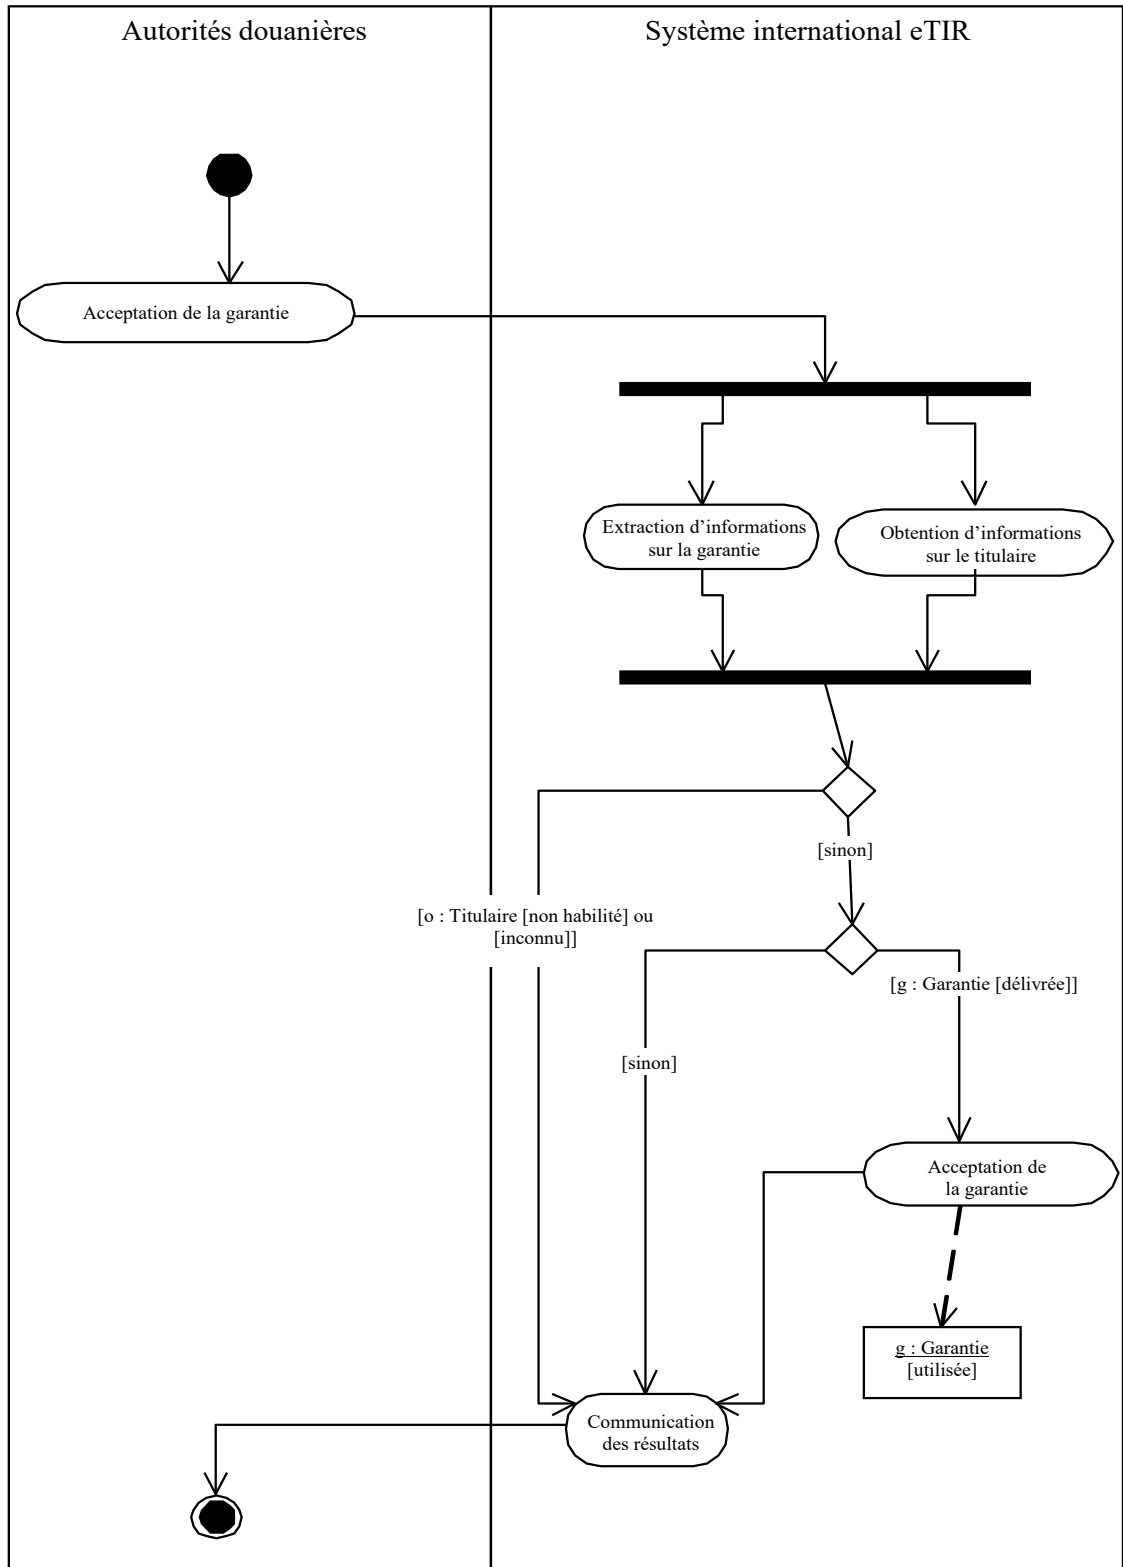 Autorités douanières
Système international eTIR
Acceptation de la garantie
Extraction d’informations
sur la garantie
Obtention d’informations
sur le titulaire
[sinon]
[o : Titulaire [non habilité] ou
[inconnu]]
[g : Garantie [délivrée]]
[sinon]
Acceptation de
la garantie
g : Garantie
[utilisée]
Communication
des résultats